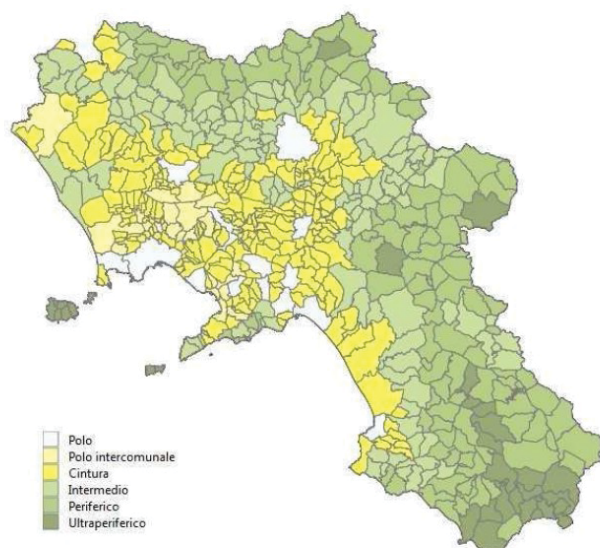 Polo
Polo intercomunale
Cintura
Intermedio
Periferico
Ultraperiferico